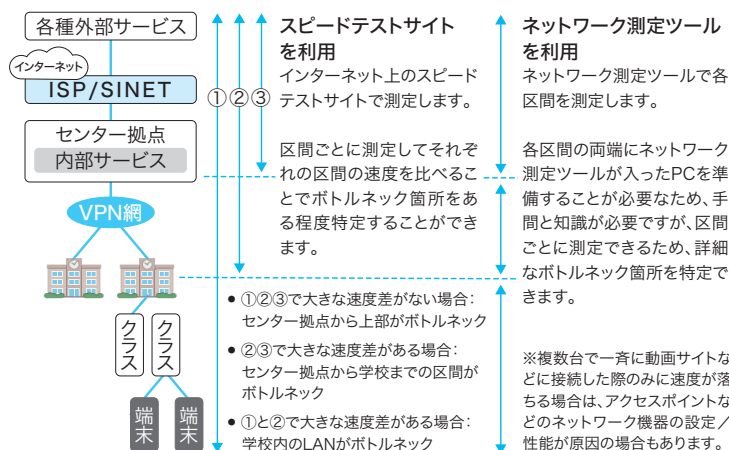 各種外部サービス
インターネット
ISP/SINET
センター拠点
内部サービス
VPN網
クラス
クラス
端末
端末
①②③
スピードテストサイト
を利用
インターネット上のスピード
テストサイトで測定します。
区間ごとに測定してそれぞ
れの区間の速度を比べるこ
とでボトルネック箇所をあ
る程度特定することができ
ます。
• ①②③で大きな速度差がない場合：
センター拠点から上部がボトルネック
• ②③で大きな速度差がある場合：
センター拠点から学校までの区間が
ボトルネック
• ①と②で大きな速度差がある場合：
学校内のLANがボトルネック
ネットワーク測定ツール
を利用
ネットワーク測定ツールで各
区間を測定します。
各区間の両端にネットワーク
測定ツールが入ったPCを準
備することが必要なため、手
間と知識が必要ですが、区間
ごとに測定できるため、詳細
なボトルネック箇所を特定で
きます。
※複数台で一斉に動画サイトな
どに接続した際のみに速度が落
ちる場合は、アクセスポイントな
どのネットワーク機器の設定／
性能が原因の場合もあります。